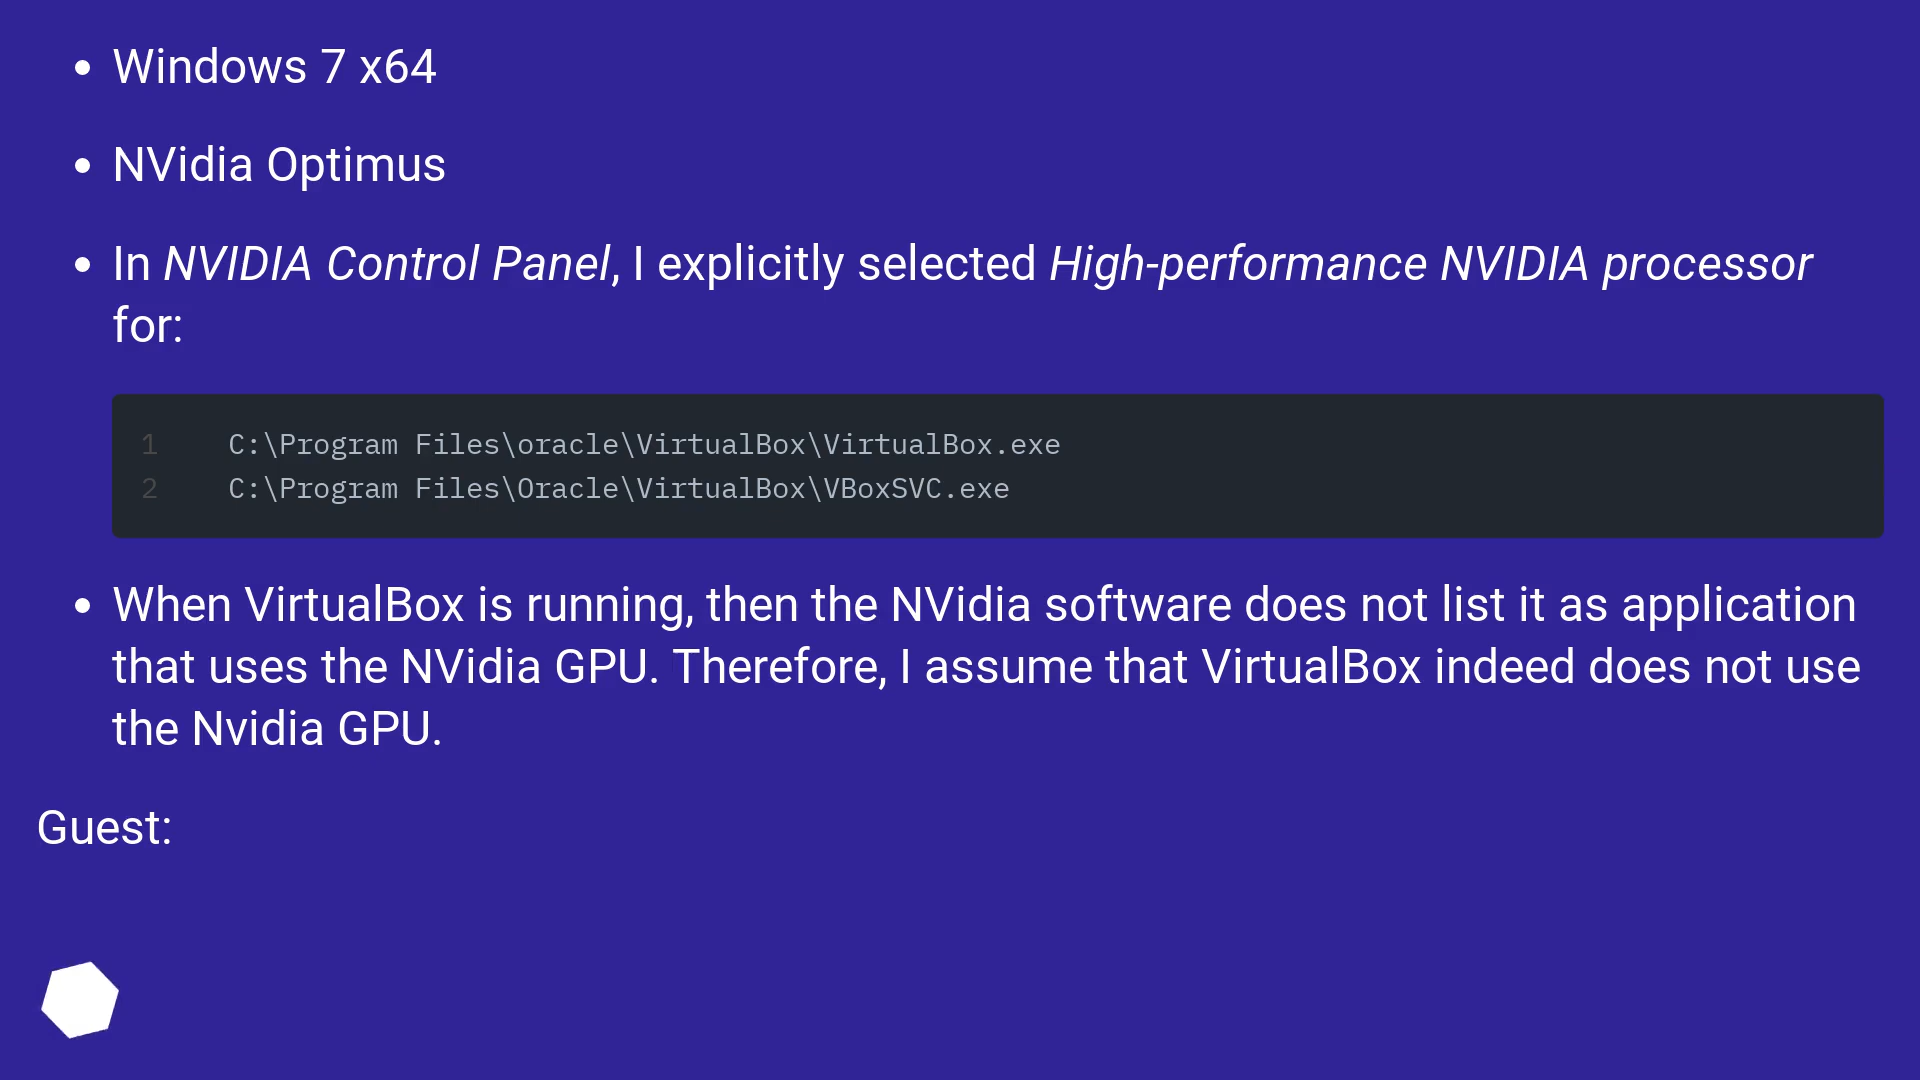 • Windows 7 x64
• NVidia Optimus
• In NVIDIA Control Panel, I explicitly selected High-performance NVIDIA processor
for:
1 C:\Program Files\oracle\VirtualBox\VirtualBox.exe
2 C:\Program Files\Oracle\VirtualBox\VBoxSVC.exe
• When VirtualBox is running, then the NVidia software does not list it as application
that uses the NVidia GPU. Therefore, I assume that VirtualBox indeed does not use
the Nvidia GPU.
Guest: